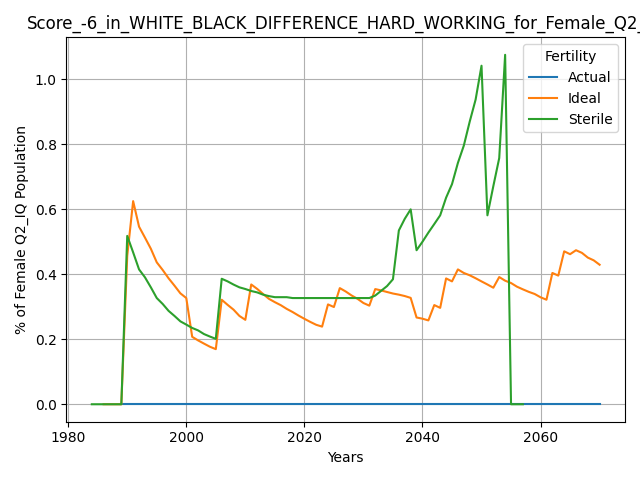 Score_-6_in_WHITE_BLACK_DIFFERENCE_HARD_WORKING_for_Female_Q2_
Fertility
Actual
Ideal
Sterile
% of Female Q2_IQ Population
1.0
0.8
0.6
0.4
0.2
0.0
1980 2000 2020 2040 2060
Years